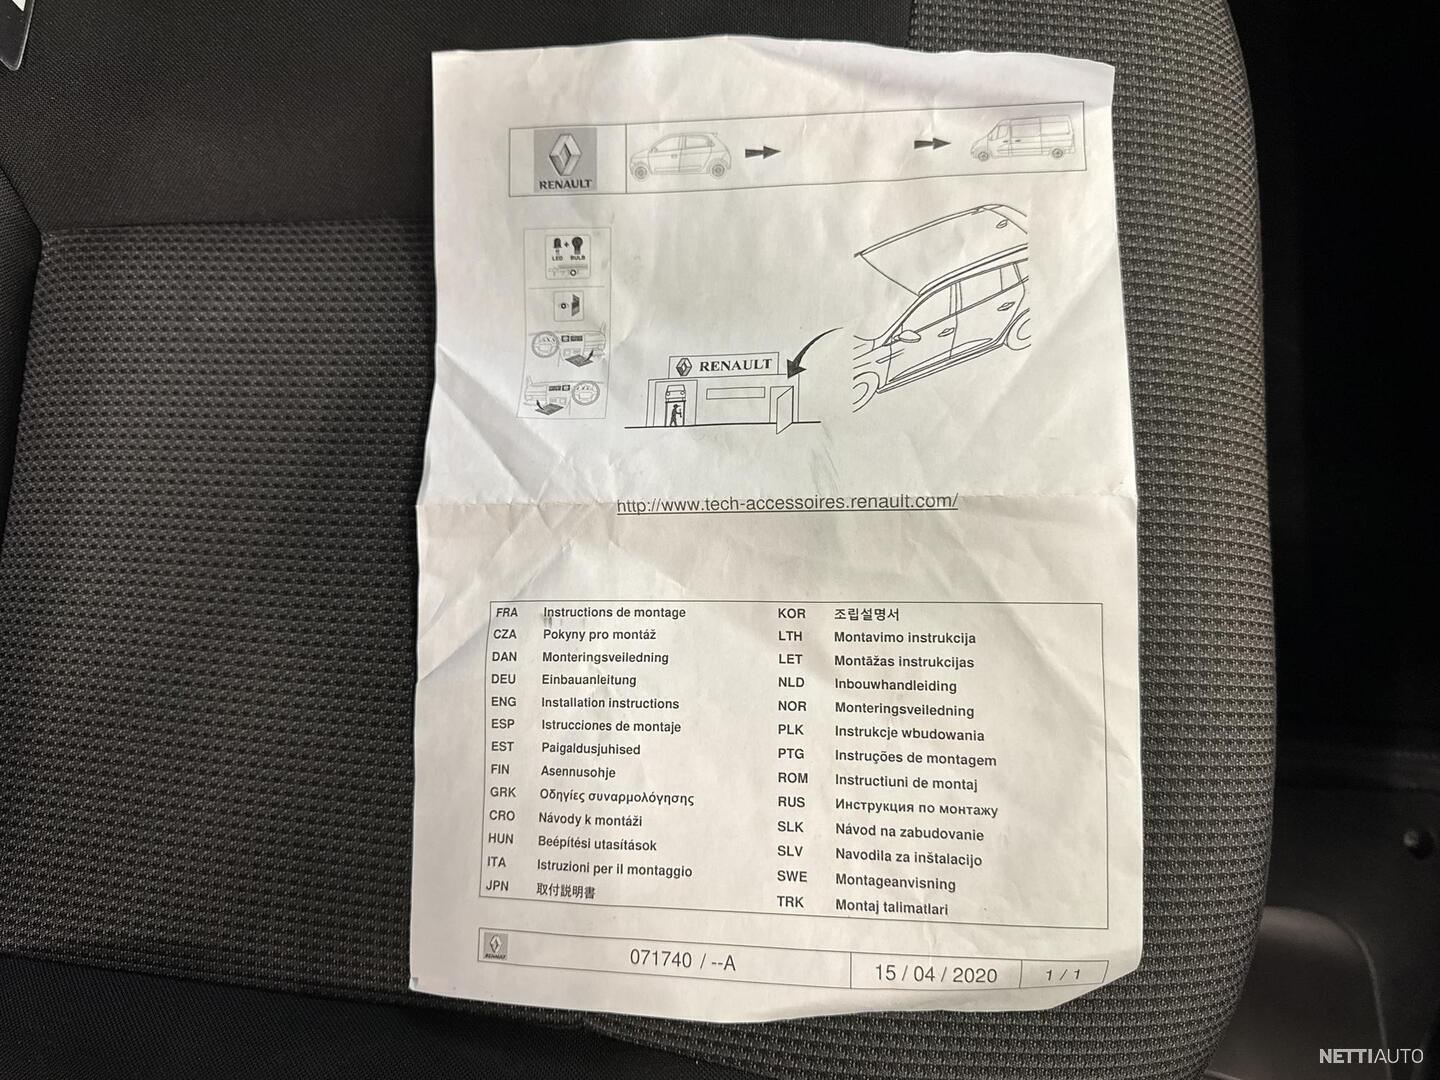 RENAULT
LED + BULB
RENAULT
http://www.tech-accessoires.renault.com/
FRA Instructions de montage
CZA Pokyny pro montáž
DAN Monteringsveiledning
DEU Einbauanleitung
ENG Installation instructions
ESP Istrucciones de montaje
EST Paigaldusjuhised
FIN Asennusohje
GRK Οδηγίες συναρμολόγησης
CRO Návody k montáži
HUN Beépítési utasítások
ITA Istruzioni per il montaggio
JPN 取付説明書
KOR 조립설명서
LTH Montavimo instrukcija
LET Montāžas instrukcijas
NLD Inbouwhandleiding
NOR Monteringsveiledning
PLK Instrukcje wbudowania
PTG Instruções de montagem
ROM Instructiuni de montaj
RUS Инструкция по монтажу
SLK Návod na zabudovanie
SLV Navodila za inštalacijo
SWE Montageanvisning
TRK Montaj talimatlari
RENAULT
071740 / --A
15 / 04 / 2020
1 / 1
NETTIAUTO